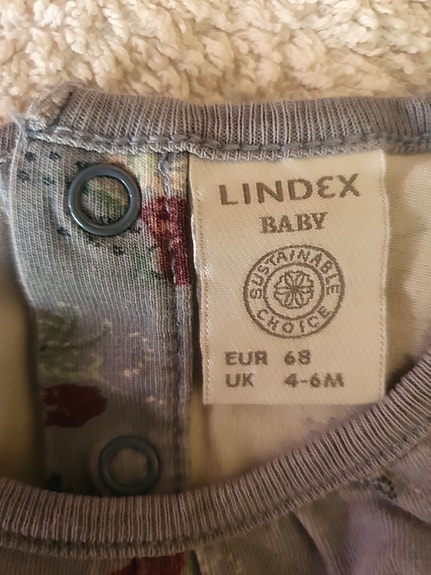 LINDEX
BABY
SUSTAINABLE
CHOICE
EUR 68
UK 4-6M